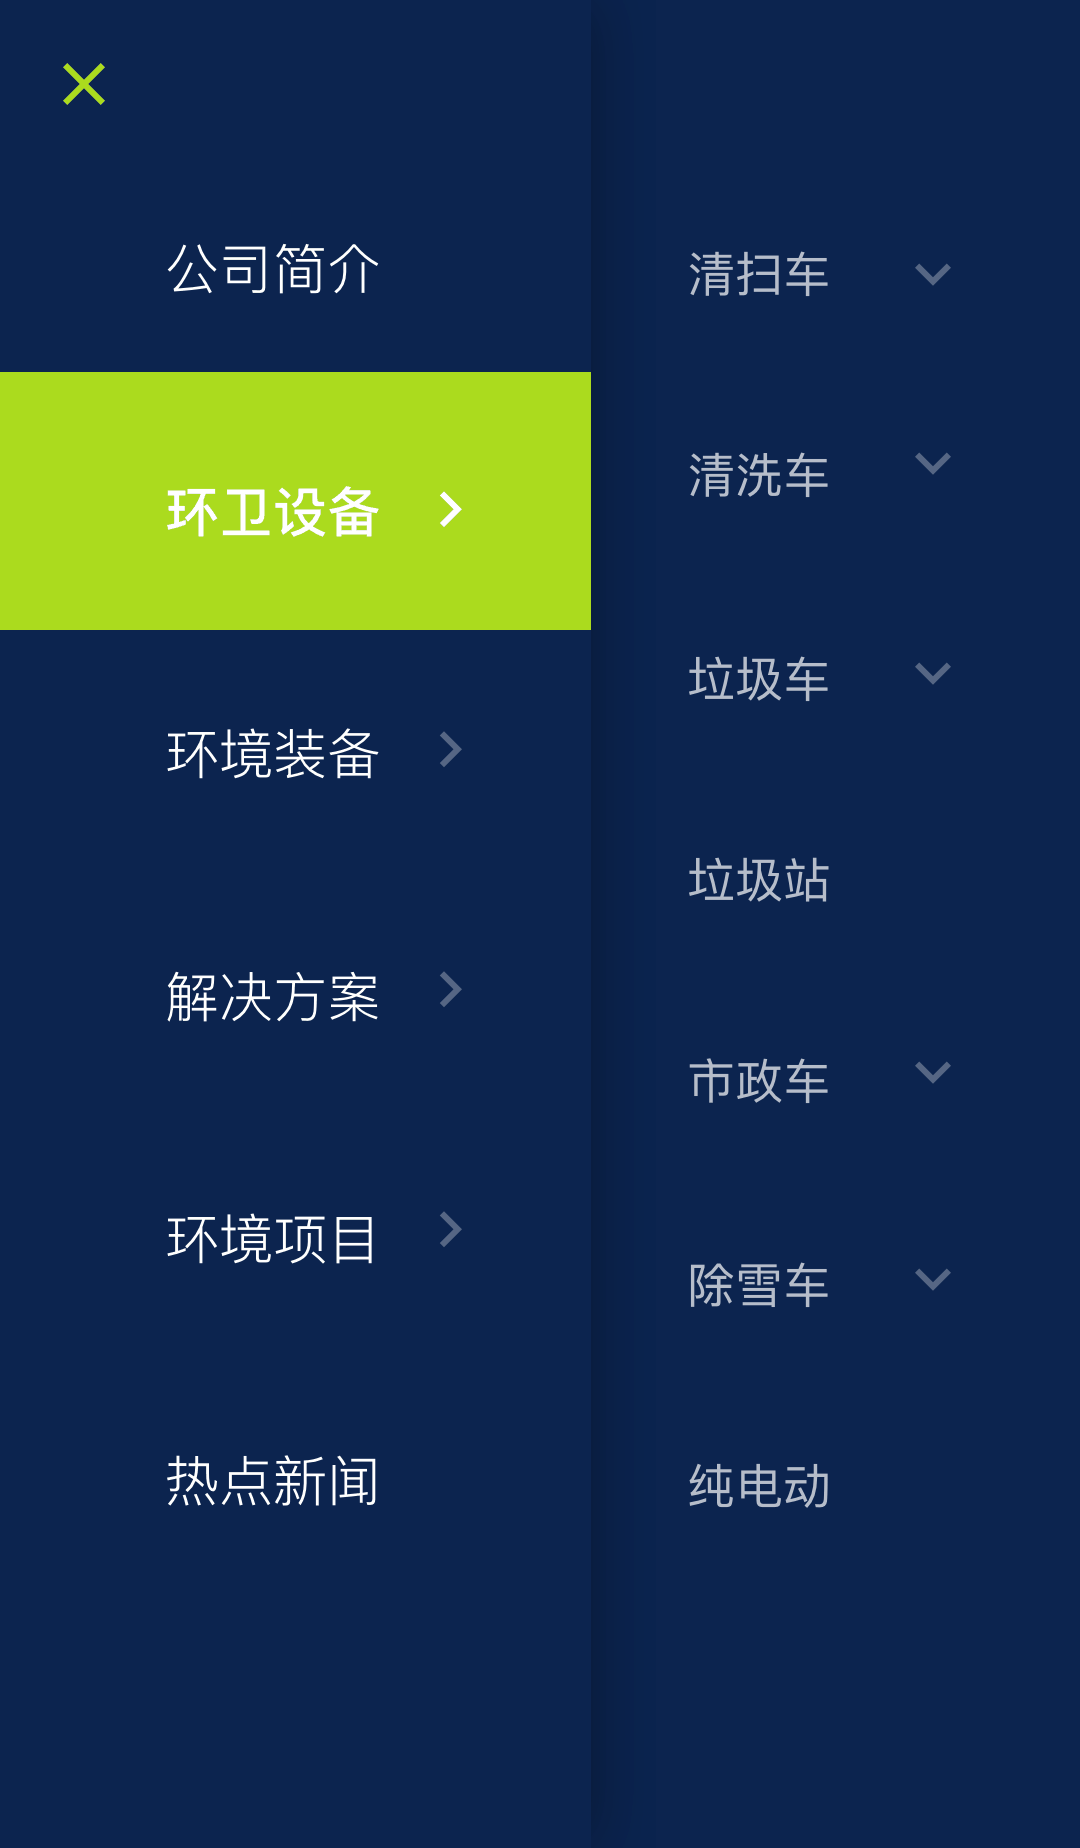 公司简介
环卫设备
环境装备
解决方案
环境项目
热点新闻
清扫车
清洗车
垃圾车
垃圾站
市政车
除雪车
纯电动